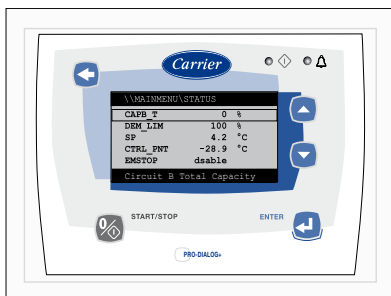 Carrier
\\MAINMENU\STATUS
CAPB_T 0 %
DEM_LIM 100 %
SP 4.2 °C
CTRL_PNT -28.9 °C
EMSTOP dsable
Circuit B Total Capacity
START/STOP
ENTER
PRO-DIALOG+